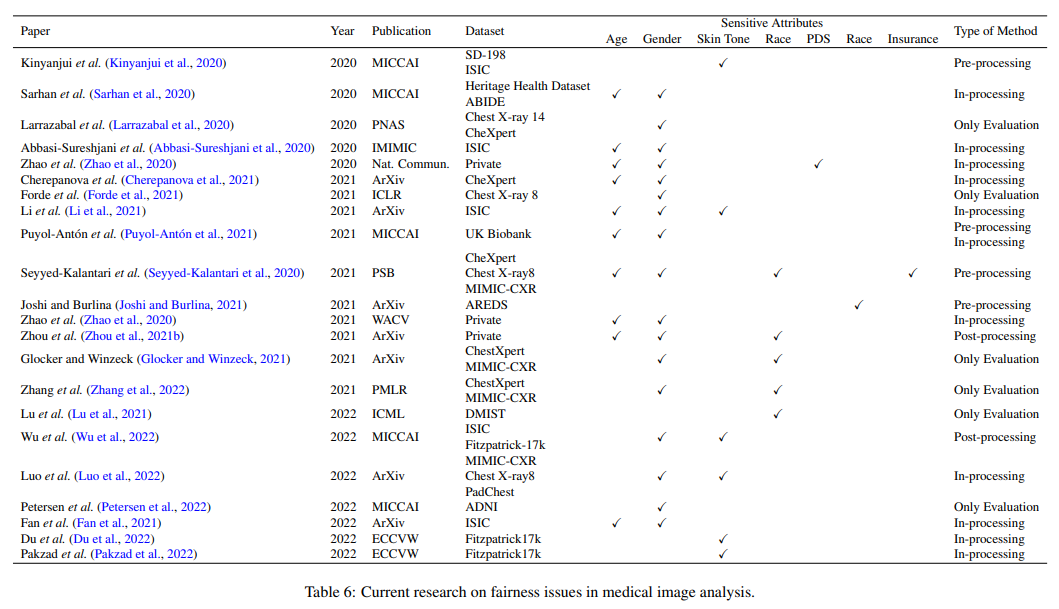 Sensitive Attributes
Paper Year Publication Dataset Age Gender Skin Tone Race PDS Race Insurance Type of Method
Kinyanjui et al. (Kinyanjui et al., 2020) 2020 MICCAI SD-198 ISIC ✓ Pre-processing
Sarhan et al. (Sarhan et al., 2020) 2020 MICCAI Heritage Health Dataset ABIDE ✓ ✓ In-processing
Larrazabal et al. (Larrazabal et al., 2020) 2020 PNAS Chest X-ray 14 CheXpert ✓ Only Evaluation
Abbasi-Sureshjani et al. (Abbasi-Sureshjani et al., 2020) 2020 IMIMIC ISIC ✓ ✓ In-processing
Zhao et al. (Zhao et al., 2020) 2020 Nat. Commun. Private ✓ ✓ ✓ In-processing
Cherepanova et al. (Cherepanova et al., 2021) 2021 ArXiv CheXpert ✓ ✓ In-processing
Forde et al. (Forde et al., 2021) 2021 ICLR Chest X-ray 8 ✓ Only Evaluation
Li et al. (Li et al., 2021) 2021 ArXiv ISIC ✓ ✓ ✓ In-processing
Puyol-Antón et al. (Puyol-Antón et al., 2021) 2021 MICCAI UK Biobank ✓ ✓ Pre-processing In-processing
Seyyed-Kalantari et al. (Seyyed-Kalantari et al., 2020) 2021 PSB CheXpert Chest X-ray8 MIMIC-CXR ✓ ✓ ✓ ✓ Pre-processing
Joshi and Burlina (Joshi and Burlina, 2021) 2021 ArXiv AREDS ✓ Pre-processing
Zhao et al. (Zhao et al., 2020) 2021 WACV Private ✓ ✓ In-processing
Zhou et al. (Zhou et al., 2021b) 2021 ArXiv Private ✓ ✓ ✓ Post-processing
Glocker and Winzeck (Glocker and Winzeck, 2021) 2021 ArXiv ChestXpert MIMIC-CXR ✓ ✓ Only Evaluation
Zhang et al. (Zhang et al., 2022) 2021 PMLR ChestXpert MIMIC-CXR ✓ ✓ Only Evaluation
Lu et al. (Lu et al., 2021) 2022 ICML DMIST ✓ Only Evaluation
Wu et al. (Wu et al., 2022) 2022 MICCAI ISIC Fitzpatrick-17k ✓ ✓ Post-processing
Luo et al. (Luo et al., 2022) 2022 ArXiv MIMIC-CXR Chest X-ray8 PadChest ✓ ✓ In-processing
Petersen et al. (Petersen et al., 2022) 2022 MICCAI ADNI ✓ Only Evaluation
Fan et al. (Fan et al., 2021) 2022 ArXiv ISIC ✓ ✓ In-processing
Du et al. (Du et al., 2022) 2022 ECCVW Fitzpatrick17k ✓ In-processing
Pakzad et al. (Pakzad et al., 2022) 2022 ECCVW Fitzpatrick17k ✓ In-processing
Table 6: Current research on fairness issues in medical image analysis.